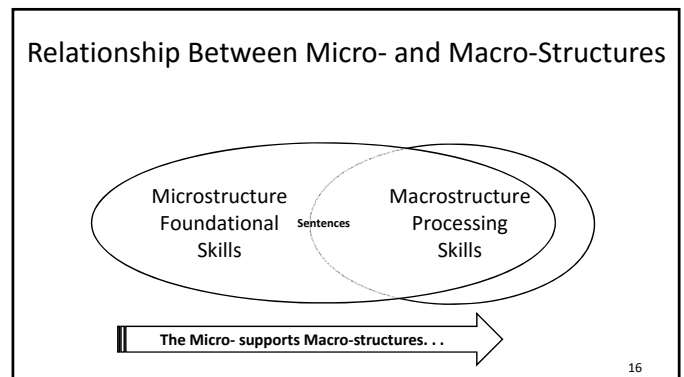 Relationship Between Micro- and Macro-Structures
Microstructure
Foundational
Skills
Sentences
Macrostructure
Processing
Skills
The Micro- supports Macro-structures. . .
16